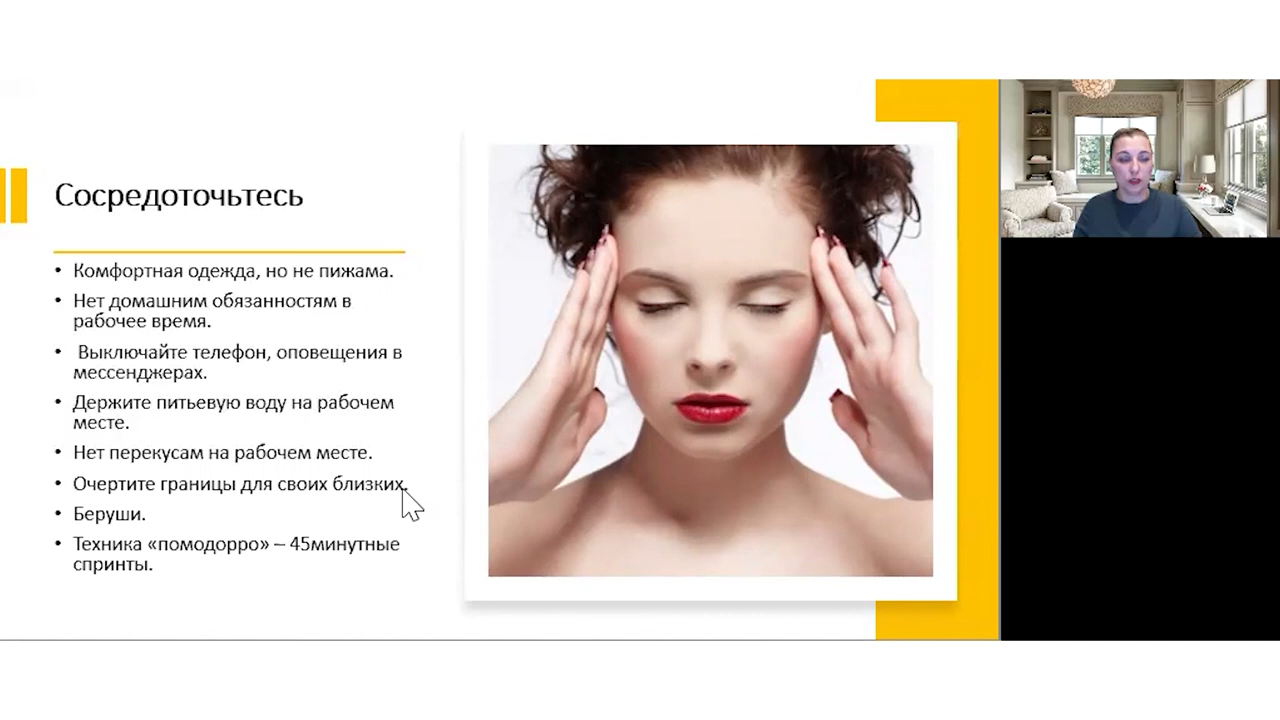 Сосредоточьтесь
• Комфортная одежда, но не пижама.
• Нет домашним обязанностям в
рабочее время.
• Выключайте телефон, оповещения в
мессенджерах.
• Держите питьевую воду на рабочем
месте.
• Нет перекусам на рабочем месте.
• Очертите границы для своих близких.
• Беруши.
• Техника «помодорро» – 45минутные
спринты.